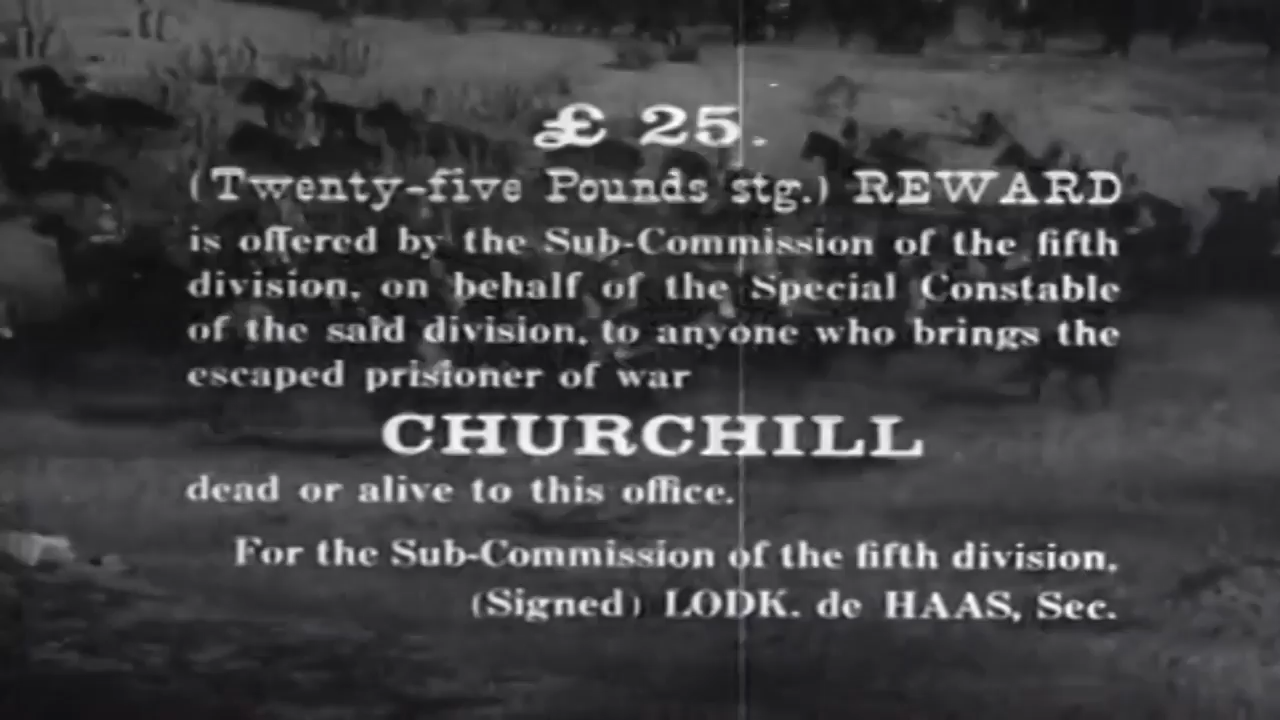 £ 25.
(Twenty-five Pounds stg.) REWARD
is offered by the Sub-Commission of the fifth
division, on behalf of the Special Constable
of the said division, to anyone who brings the
escaped prisioner of war
CHURCHILL
dead or alive to this office.
For the Sub-Commission of the fifth division,
(Signed) LODK. de HAAS, Sec.